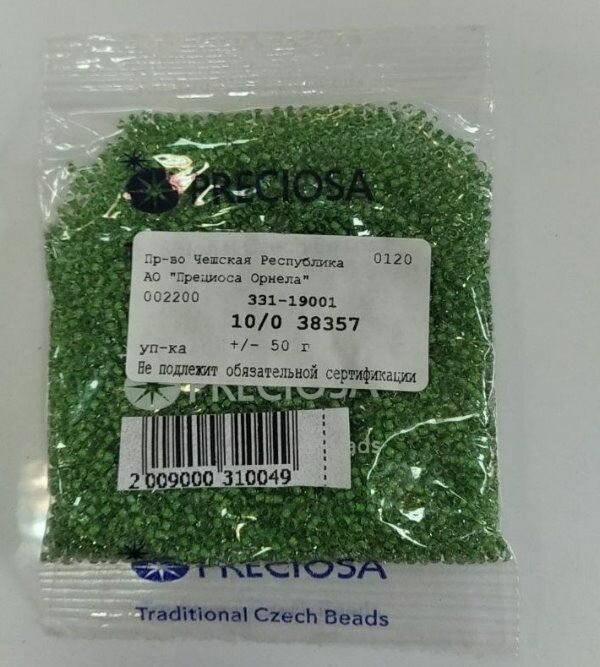 PRECIOSA
Пр-во Чешская Республика 0120
АО "Прециоса Орнела"
002200 331-19001
10/0 38357
уп-ка +/- 50 г
Не подлежит обязательной сертификации
PRECIOSA
ads
2 009000 310049
PRECIOSA
Traditional Czech Beads